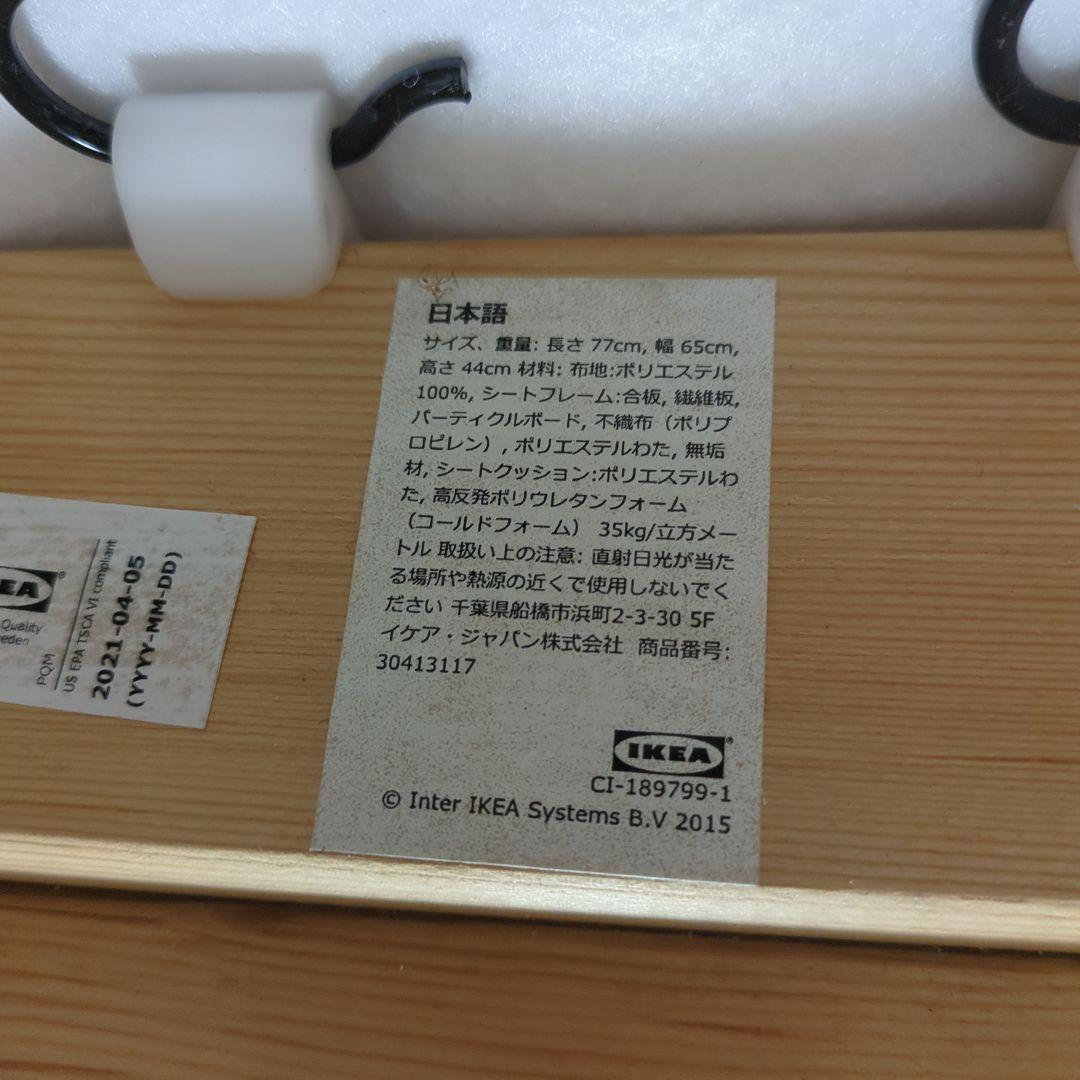 日本語
サイズ、重量: 長さ 77cm, 幅 65cm,
高さ 44cm 材料: 布地:ポリエステル
100%, シートフレーム:合板, 繊維板,
パーティクルボード, 不織布（ポリプ
ロピレン）, ポリエステルわた, 無垢
材, シートクッション:ポリエステルわ
た, 高反発ポリウレタンフォーム
（コールドフォーム） 35kg/立方メー
トル 取扱い上の注意: 直射日光が当た
る場所や熱源の近くで使用しないでく
ださい 千葉県船橋市浜町2-3-30 5F
イケア・ジャパン株式会社 商品番号:
30413117
IKEA®
CI-189799-1
© Inter IKEA Systems B.V 2015
EA®
Quality
eden
PQM
US EPA TSCA VI compliant
2021-04-05
(YYYY-MM-DD)